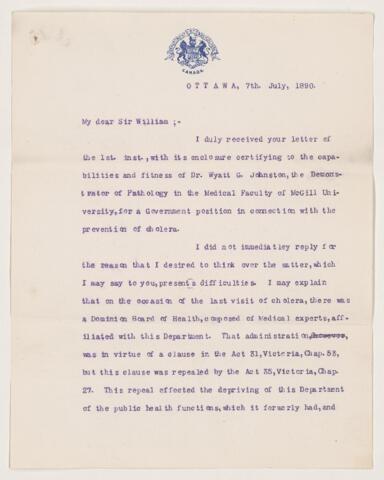 CANADA
OTTAWA, 7th. July, 1890.
My dear Sir William ;-
I duly received your letter of
the 1st. inst., with its enclosure certifying to the capa-
bilities and fitness of Dr. Wyatt G. Johnston, the Demons-
trator of Pathology in the Medical Faculty of McGill Uni-
versity, for a Government position in connection with the
prevention of cholera.
I did not immediatley reply for
the reason that I desired to think over the matter, which
I may say to you, presents difficulties. I may explain
that on the occasion of the last visit of cholera, there was
a Dominion Board of Health, composed of Medical experts, aff-
iliated with this Department. That administration, however,
was in virtue of a clause in the Act 31, Victoria, Chap. 53,
but this clause was repealed by the Act 35, Victoria, Chap.
27. This repeal effected the depriving of this Department
of the public health functions, which it formerly had, and